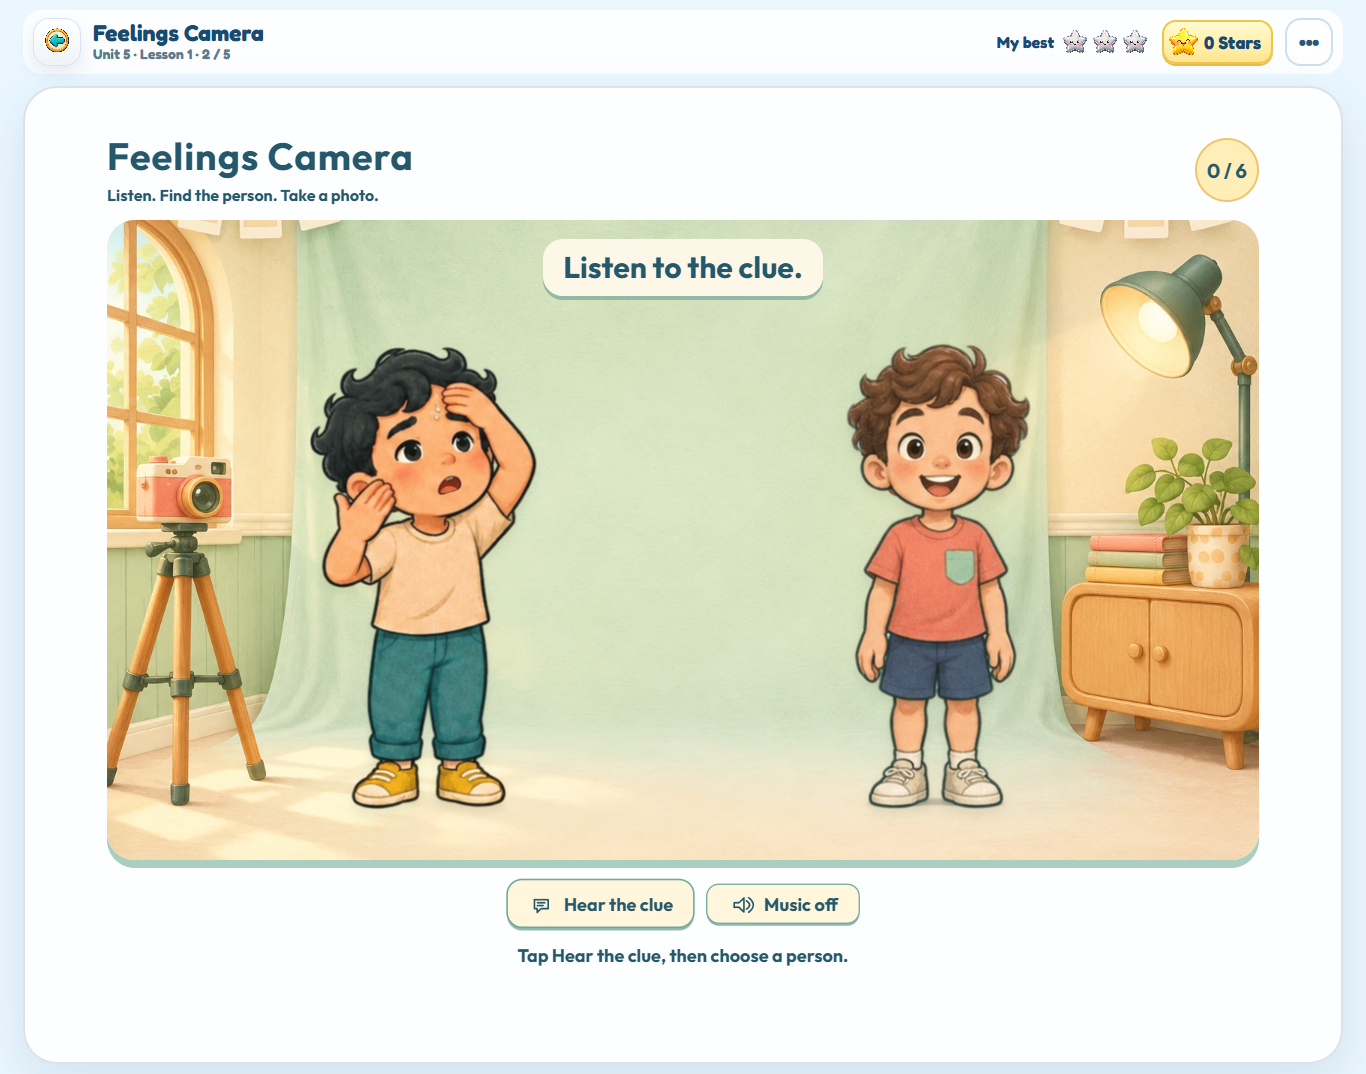 Feelings Camera
Unit 5 · Lesson 1 · 2 / 5
My best
0 Stars
Feelings Camera
Listen. Find the person. Take a photo.
0 / 6
Listen to the clue.
Hear the clue
Music off
Tap Hear the clue, then choose a person.